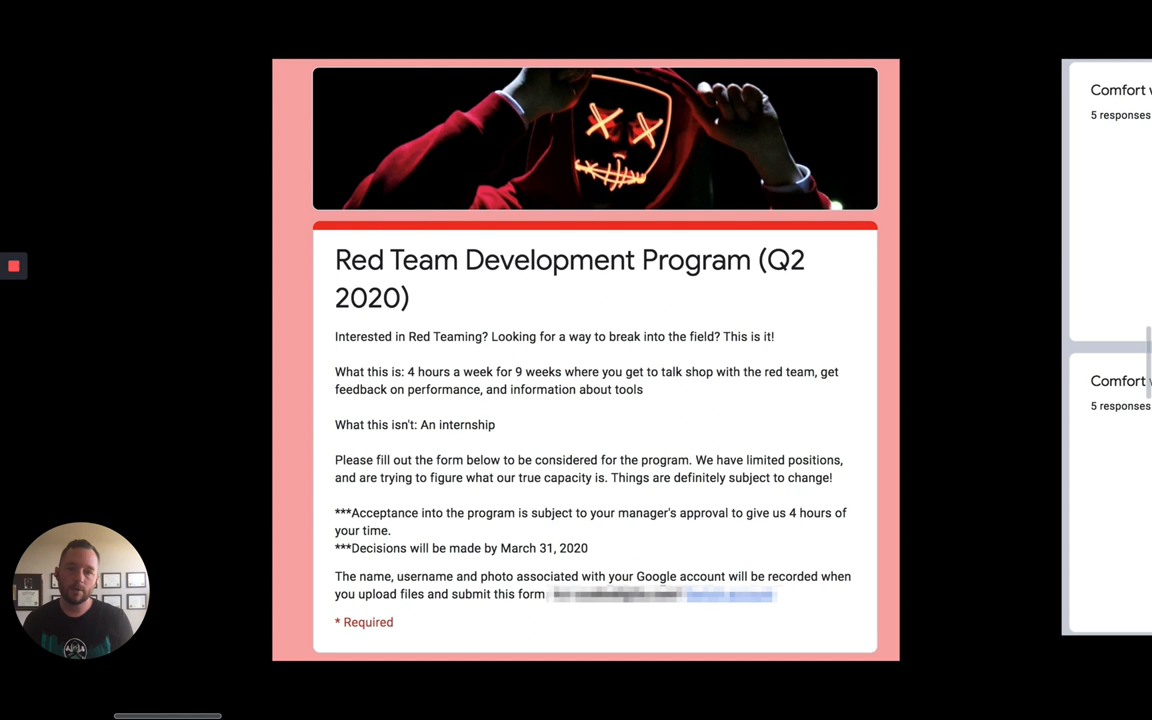 Red Team Development Program (Q2
2020)
Interested in Red Teaming? Looking for a way to break into the field? This is it!
What this is: 4 hours a week for 9 weeks where you get to talk shop with the red team, get
feedback on performance, and information about tools
What this isn't: An internship
Please fill out the form below to be considered for the program. We have limited positions,
and are trying to figure what our true capacity is. Things are definitely subject to change!
***Acceptance into the program is subject to your manager's approval to give us 4 hours of
your time.
***Decisions will be made by March 31, 2020
The name, username and photo associated with your Google account will be recorded when
you upload files and submit this form
* Required
Comfort
5 responses
Comfort
5 responses